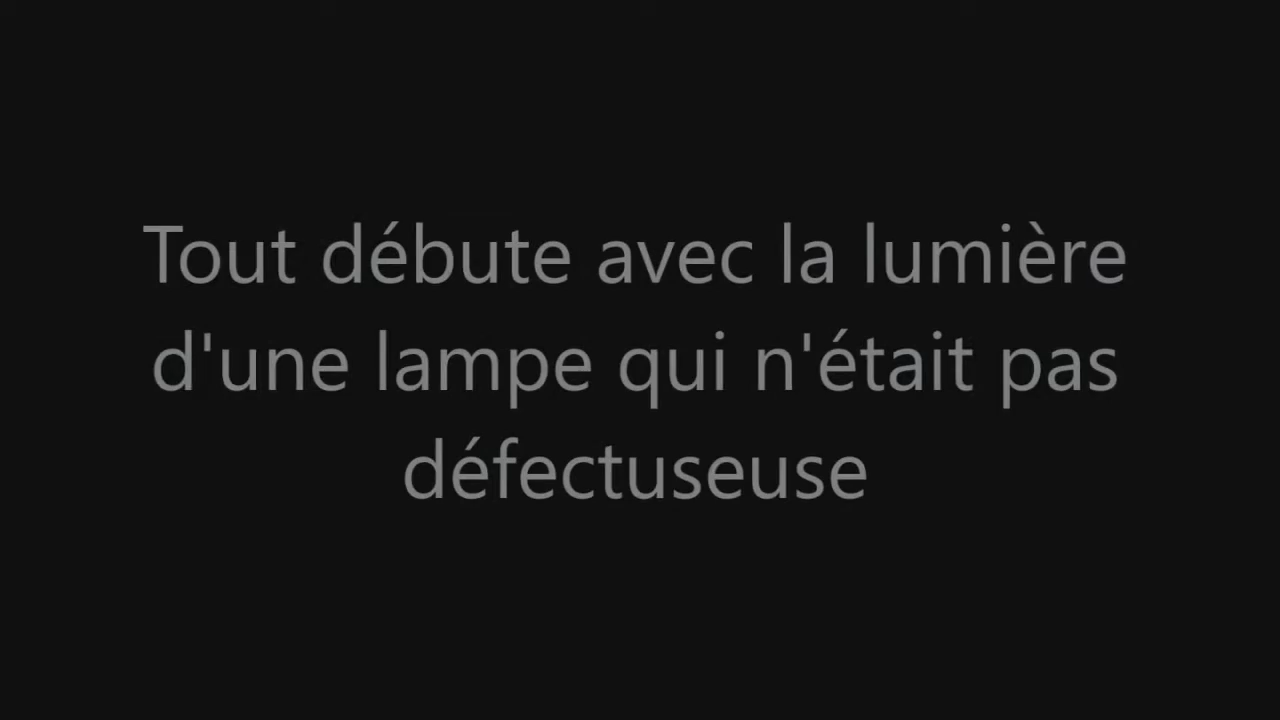 Tout débute avec la lumière
d'une lampe qui n'était pas
défectuseuse